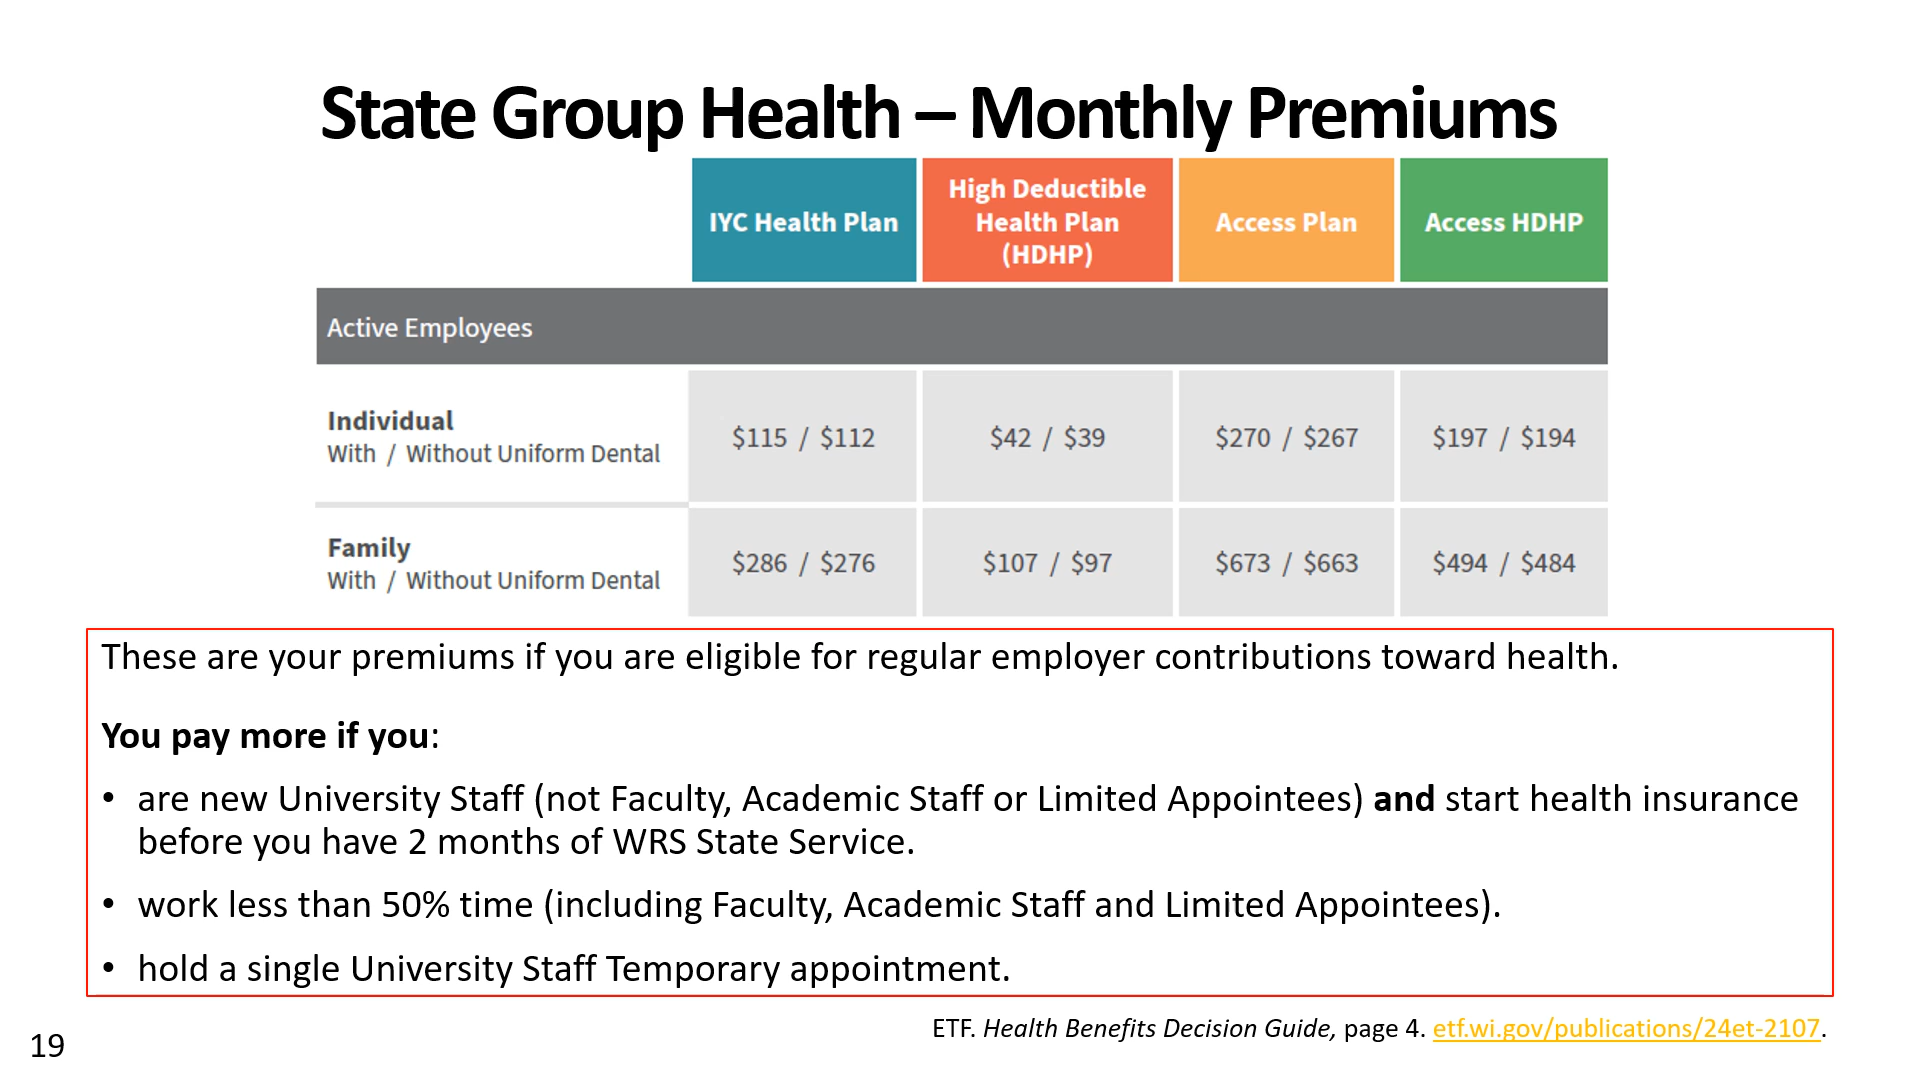 State Group Health – Monthly Premiums
IYC Health Plan
High Deductible
Health Plan
(HDHP)
Access Plan
Access HDHP
Active Employees
Individual
With / Without Uniform Dental
$115 / $112
$42 / $39
$270 / $267
$197 / $194
Family
With / Without Uniform Dental
$286 / $276
$107 / $97
$673 / $663
$494 / $484
These are your premiums if you are eligible for regular employer contributions toward health.
You pay more if you:
• are new University Staff (not Faculty, Academic Staff or Limited Appointees) and start health insurance
before you have 2 months of WRS State Service.
• work less than 50% time (including Faculty, Academic Staff and Limited Appointees).
• hold a single University Staff Temporary appointment.
ETF. Health Benefits Decision Guide, page 4. etf.wi.gov/publications/24et-2107.
19